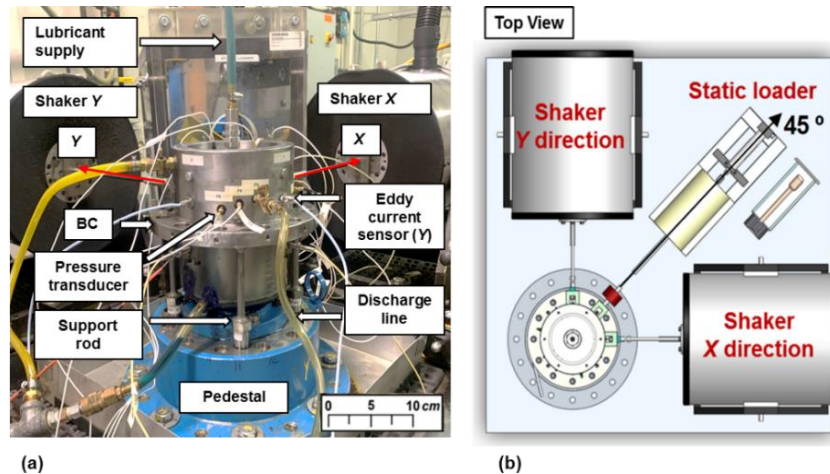 Lubricant
supply
Shaker Y
Shaker X
Y
X
BC
Eddy
current
sensor (Y)
Pressure
transducer
Support
rod
Discharge
line
Pedestal
0 5 10 cm
(a)
Top View
Shaker
Y direction
Static loader
45 º
Shaker
X direction
(b)